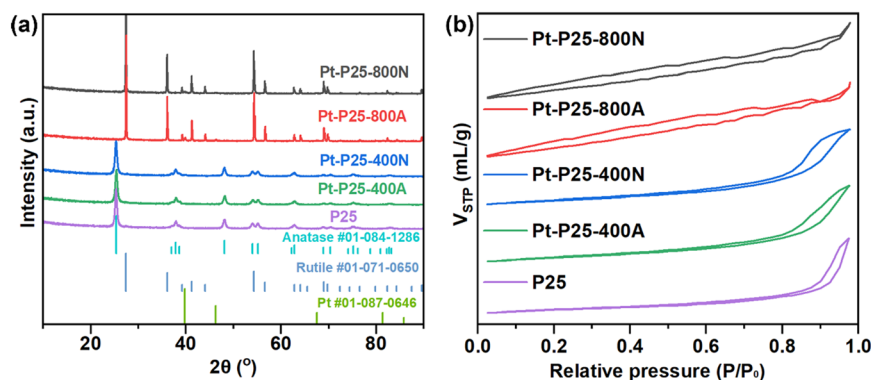 (a)
Intensity (a.u.)
Pt-P25-800N
Pt-P25-800A
Pt-P25-400N
Pt-P25-400A
P25
Anatase #01-084-1286
Rutile #01-071-0650
Pt #01-087-0646
20 40 60 80
2θ (°)
(b)
V_STP (mL/g)
Pt-P25-800N
Pt-P25-800A
Pt-P25-400N
Pt-P25-400A
P25
0.0 0.2 0.4 0.6 0.8 1.0
Relative pressure (P/P₀)